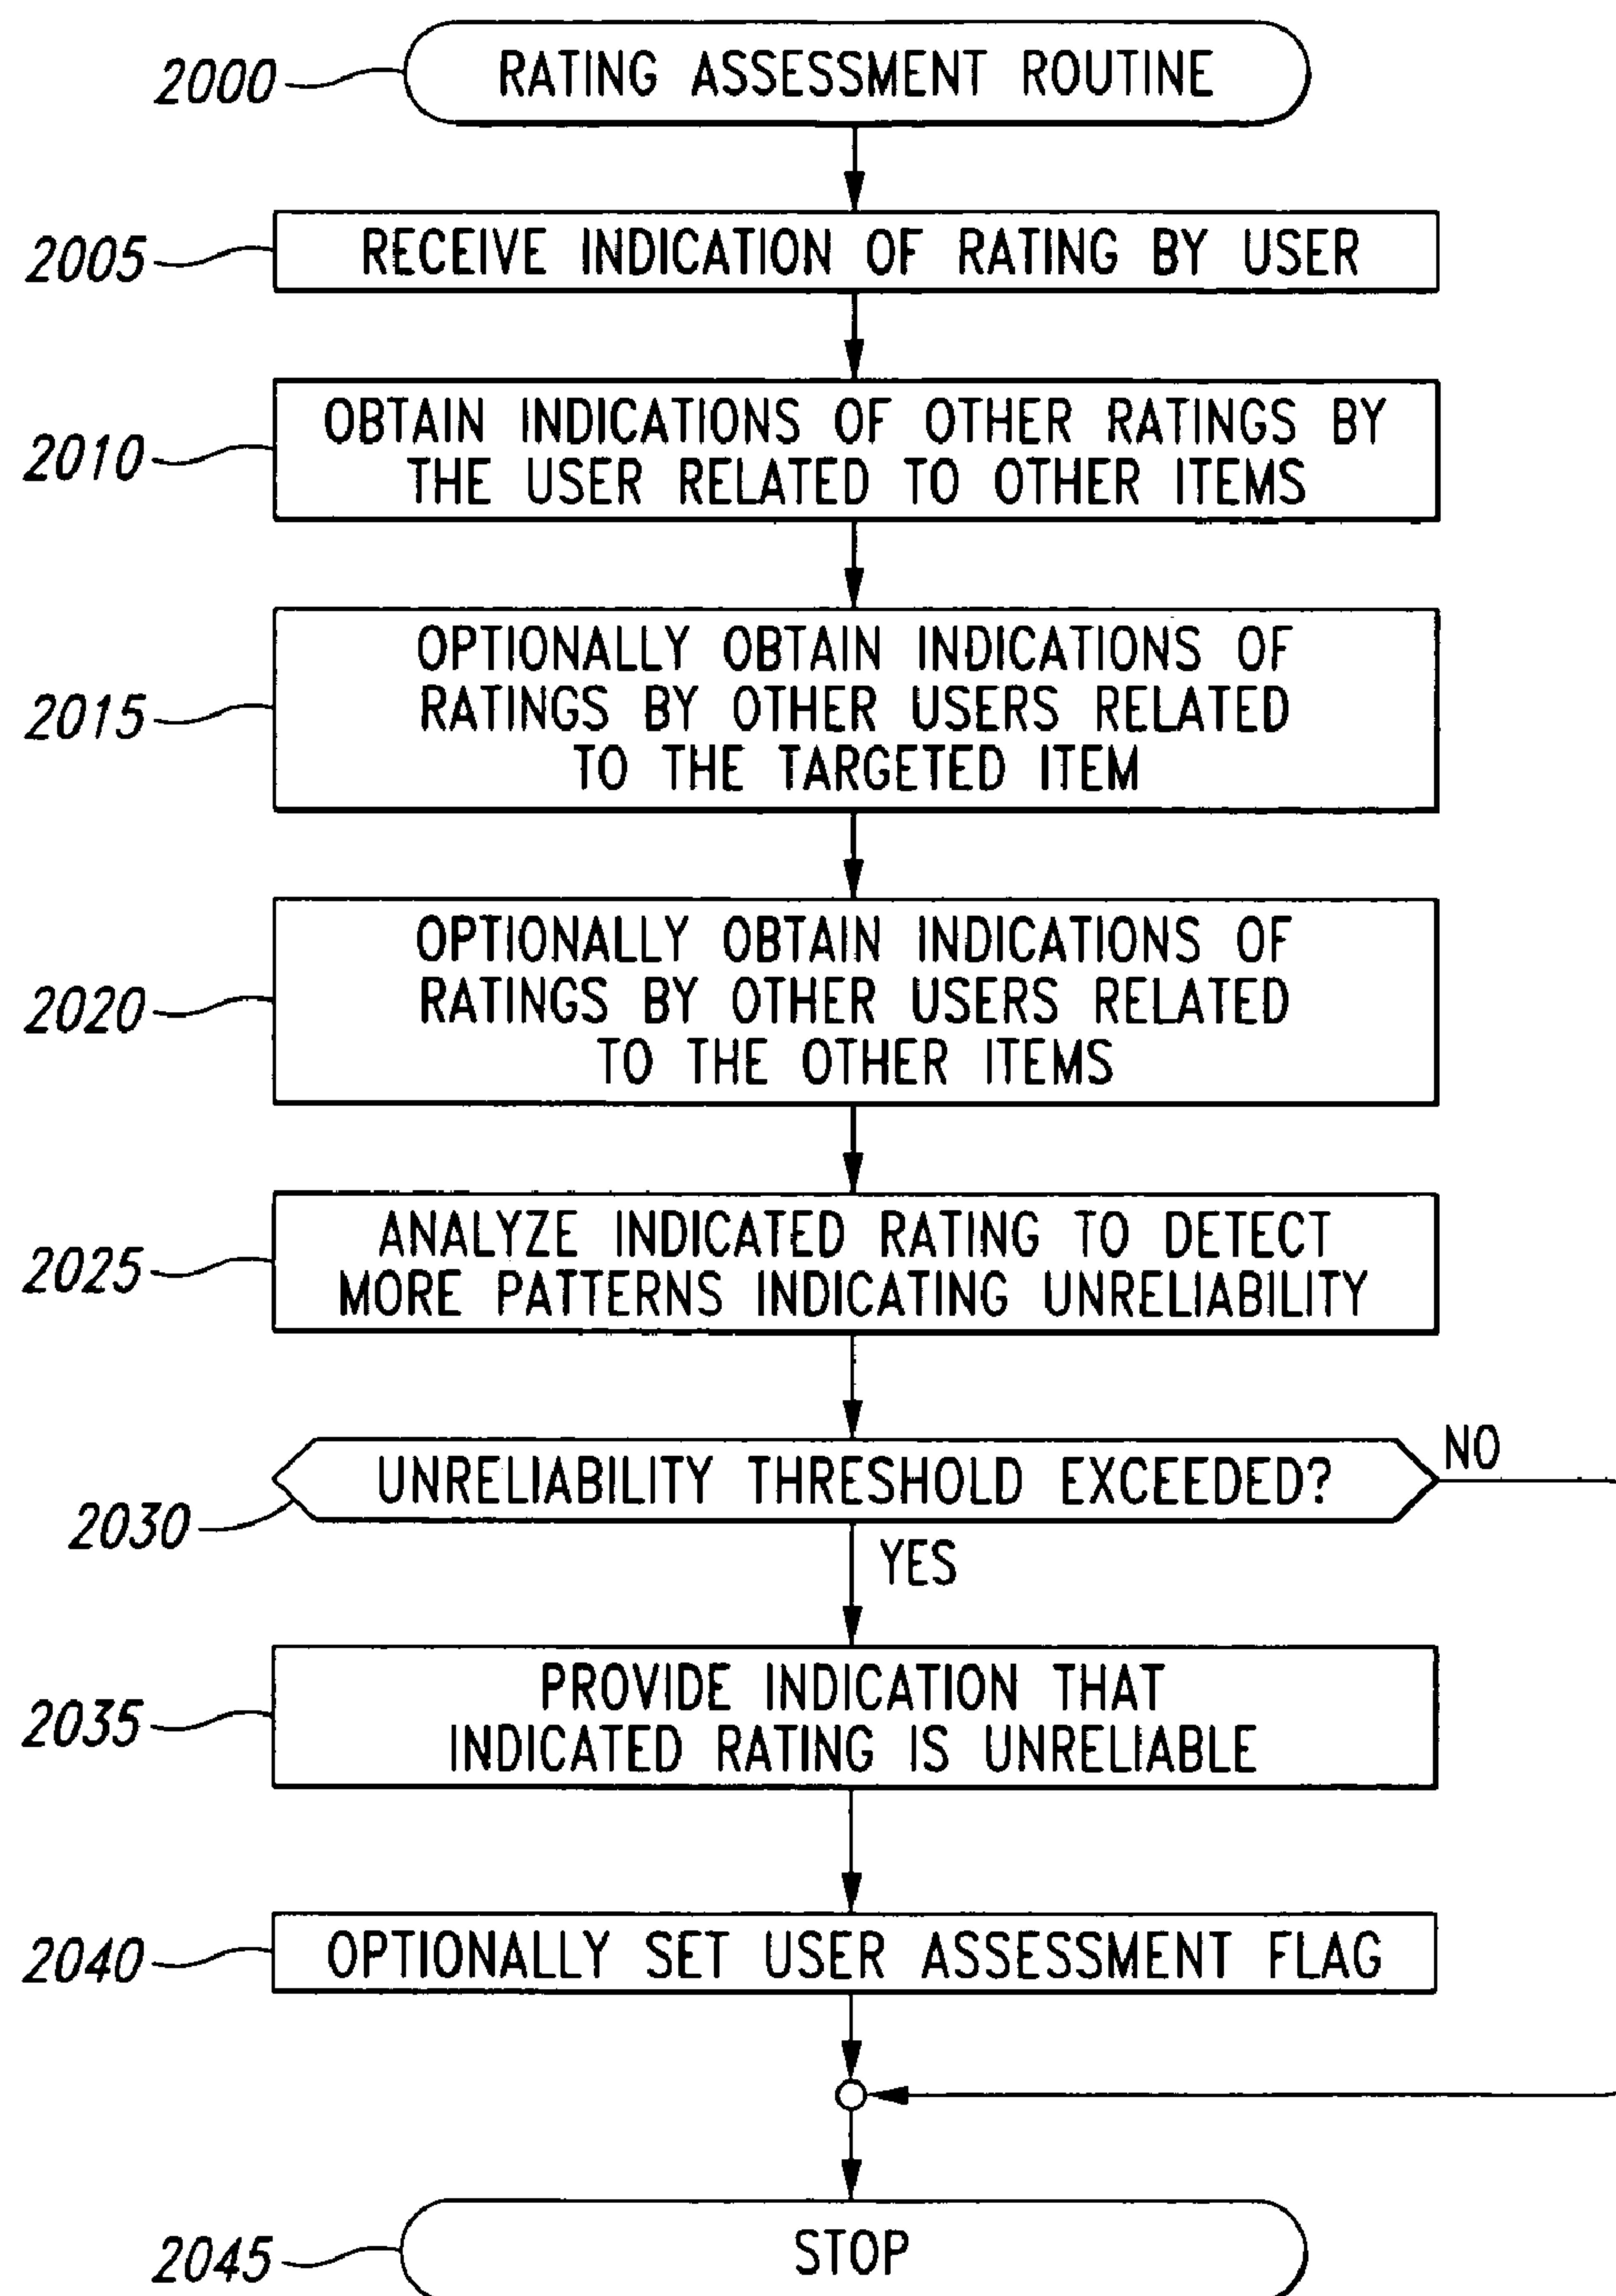 2000
RATING ASSESSMENT ROUTINE
2005
RECEIVE INDICATION OF RATING BY USER
2010
OBTAIN INDICATIONS OF OTHER RATINGS BY
THE USER RELATED TO OTHER ITEMS
2015
OPTIONALLY OBTAIN INDICATIONS OF
RATINGS BY OTHER USERS RELATED
TO THE TARGETED ITEM
2020
OPTIONALLY OBTAIN INDICATIONS OF
RATINGS BY OTHER USERS RELATED
TO THE OTHER ITEMS
2025
ANALYZE INDICATED RATING TO DETECT
MORE PATTERNS INDICATING UNRELIABILITY
2030
UNRELIABILITY THRESHOLD EXCEEDED?
NO
YES
2035
PROVIDE INDICATION THAT
INDICATED RATING IS UNRELIABLE
2040
OPTIONALLY SET USER ASSESSMENT FLAG
2045
STOP